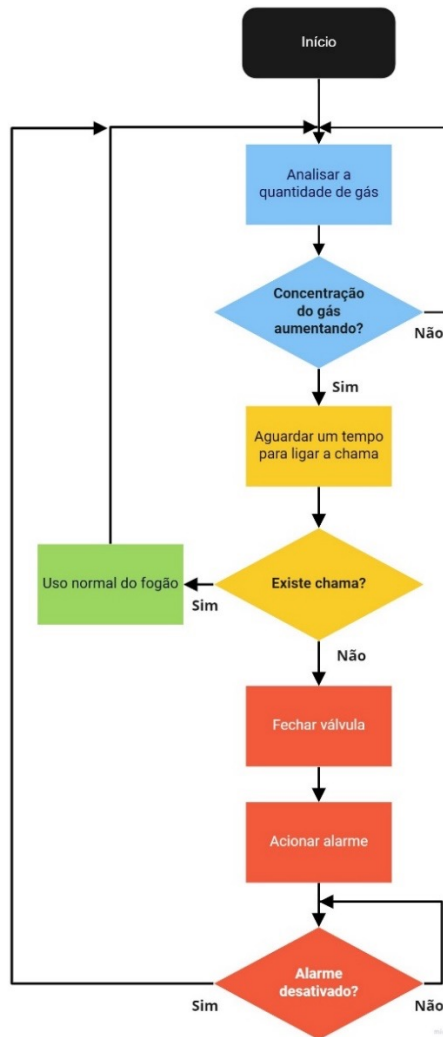 Início
Analisar a
quantidade de gás
Concentração
do gás
aumentando?
Não
Sim
Aguardar um tempo
para ligar a chama
Uso normal do fogão
Sim
Existe chama?
Não
Fechar válvula
Acionar alarme
Alarme
desativado?
Sim
Não